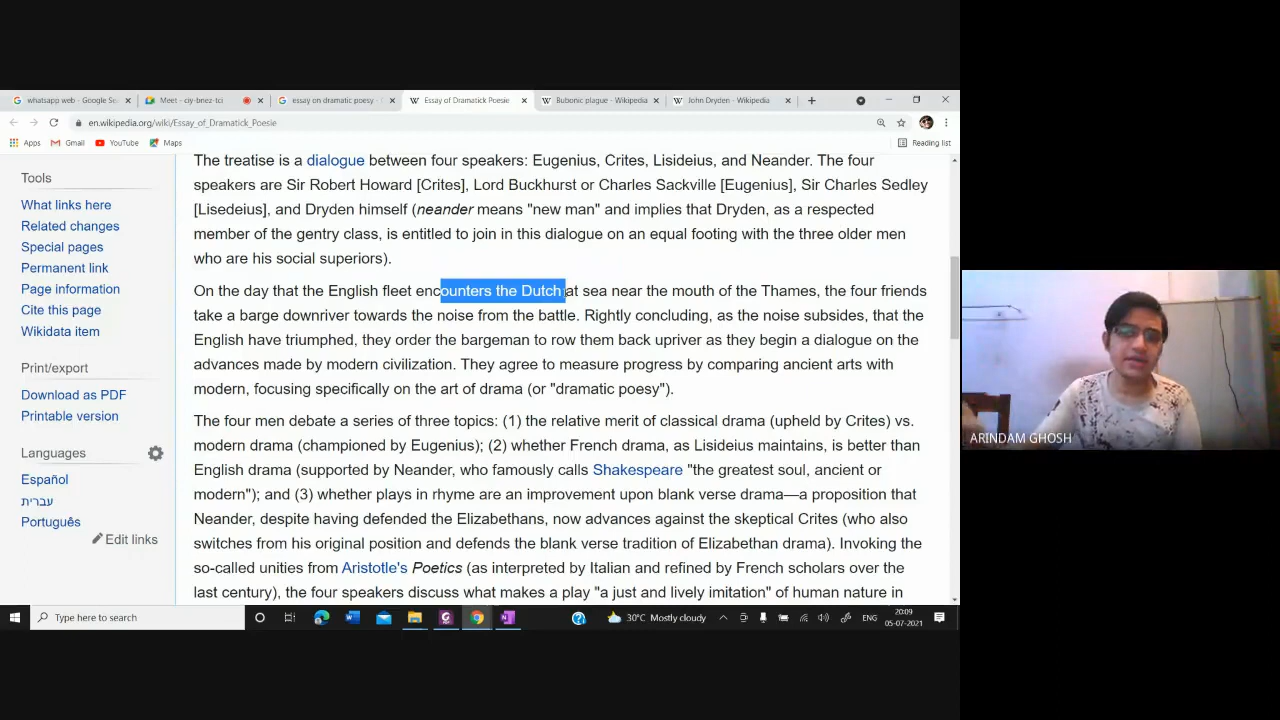 whatsapp web - Google Se
Meet - ciy-bnez-tci
essay on dramatic poesy - 
Essay of Dramatick Poesie
Bubonic plague - Wikipedia
John Dryden - Wikipedia
en.wikipedia.org/wiki/Essay_of_Dramatick_Poesie
Apps
Gmail
YouTube
Maps
Reading list
Tools
What links here
Related changes
Special pages
Permanent link
Page information
Cite this page
Wikidata item
Print/export
Download as PDF
Printable version
Languages
Español
עברית
Português
Edit links
The treatise is a dialogue between four speakers: Eugenius, Crites, Lisideius, and Neander. The four
speakers are Sir Robert Howard [Crites], Lord Buckhurst or Charles Sackville [Eugenius], Sir Charles Sedley
[Lisedeius], and Dryden himself (neander means "new man" and implies that Dryden, as a respected
member of the gentry class, is entitled to join in this dialogue on an equal footing with the three older men
who are his social superiors).
On the day that the English fleet encounters the Dutch at sea near the mouth of the Thames, the four friends
take a barge downriver towards the noise from the battle. Rightly concluding, as the noise subsides, that the
English have triumphed, they order the bargeman to row them back upriver as they begin a dialogue on the
advances made by modern civilization. They agree to measure progress by comparing ancient arts with
modern, focusing specifically on the art of drama (or "dramatic poesy").
The four men debate a series of three topics: (1) the relative merit of classical drama (upheld by Crites) vs.
modern drama (championed by Eugenius); (2) whether French drama, as Lisideius maintains, is better than
English drama (supported by Neander, who famously calls Shakespeare "the greatest soul, ancient or
modern"); and (3) whether plays in rhyme are an improvement upon blank verse drama—a proposition that
Neander, despite having defended the Elizabethans, now advances against the skeptical Crites (who also
switches from his original position and defends the blank verse tradition of Elizabethan drama). Invoking the
so-called unities from Aristotle's Poetics (as interpreted by Italian and refined by French scholars over the
last century), the four speakers discuss what makes a play "a just and lively imitation" of human nature in
ARINDAM GHOSH
Type here to search
30°C Mostly cloudy
ENG
20:09
05-07-2021